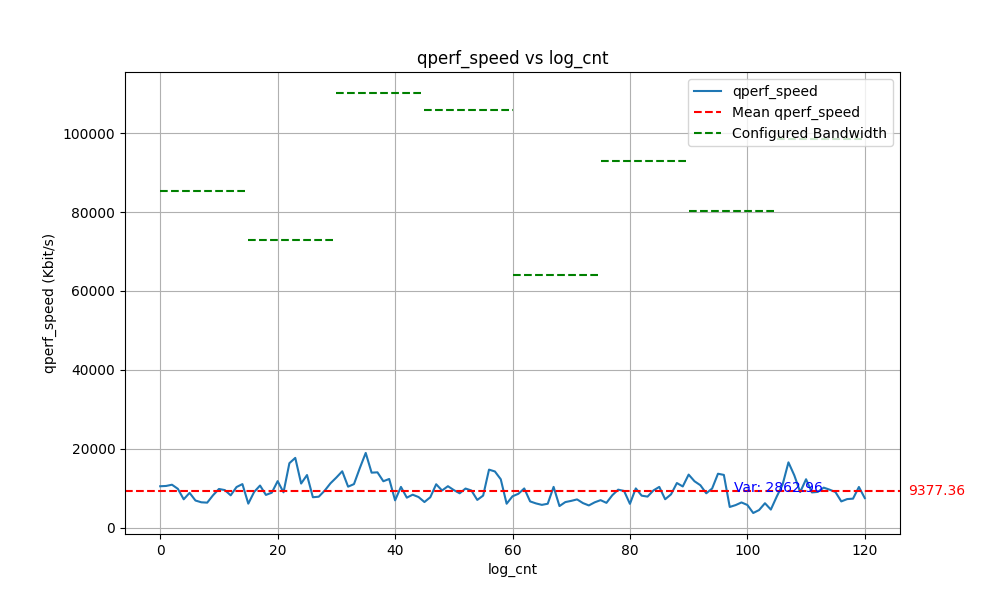 qperf_speed vs log_cnt
qperf_speed
Mean qperf_speed
Configured Bandwidth
qperf_speed (Kbit/s)
100000
80000
60000
40000
20000
0
Var: 2862.96
9377.36
0 20 40 60 80 100 120
log_cnt